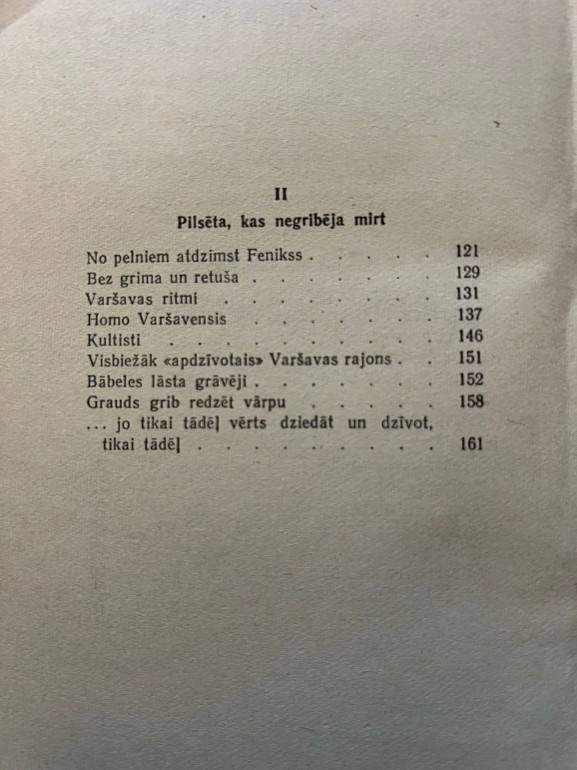 II
Pilsēta, kas negribēja mirt
No pelniem atdzimst Fenikss . . . . . 121
Bez grima un retuša . . . . . . . 129
Varšavas ritmi . . . . . . . . 131
Homo Varšavensis . . . . . . . 137
Kultisti . . . . . . . . . . 146
Visbiežāk «apdzīvotais» Varšavas rajons . . 151
Bābeles lāsta grāvēji . . . . . . . 152
Grauds grib redzēt vārpu . . . . . 158
... jo tikai tādēļ vērts dziedāt un dzīvot,
tikai tādēļ . . . . . . . . . 161